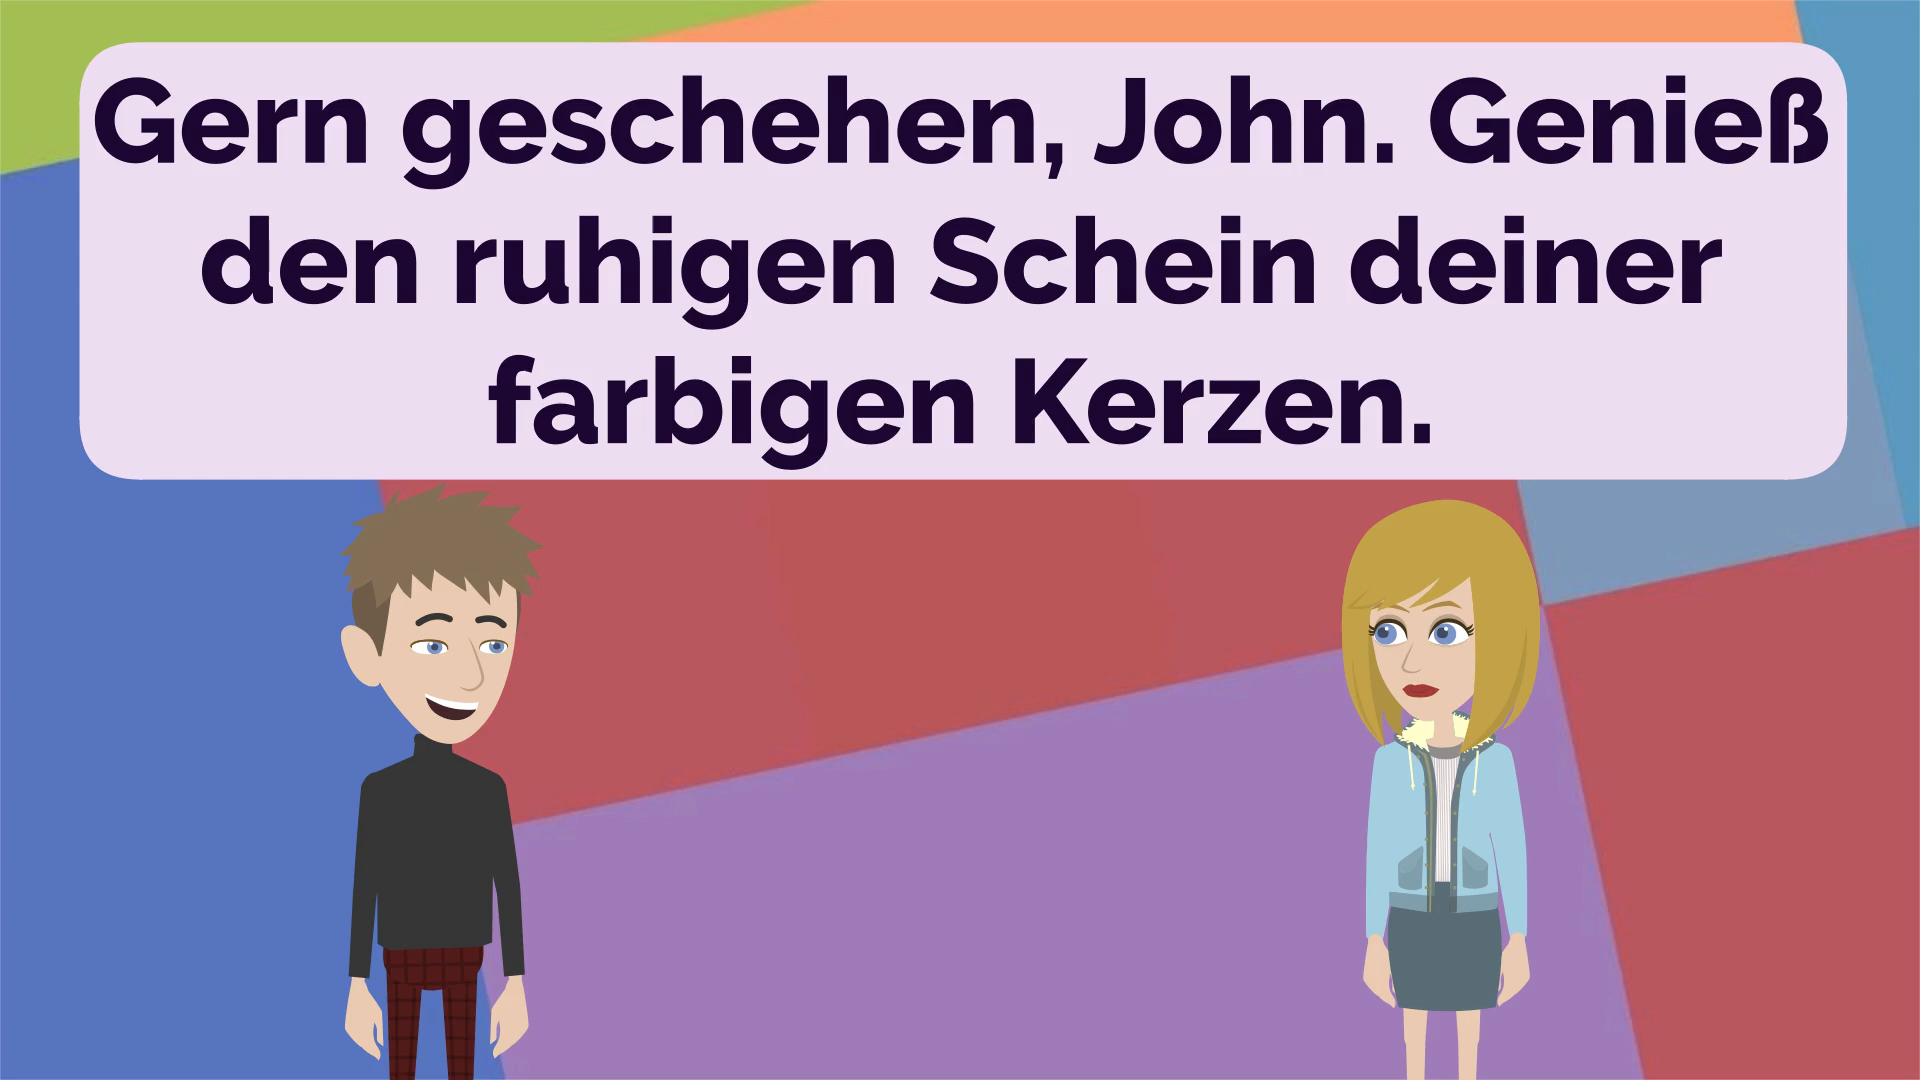 Gern geschehen, John. Genieß
den ruhigen Schein deiner
farbigen Kerzen.